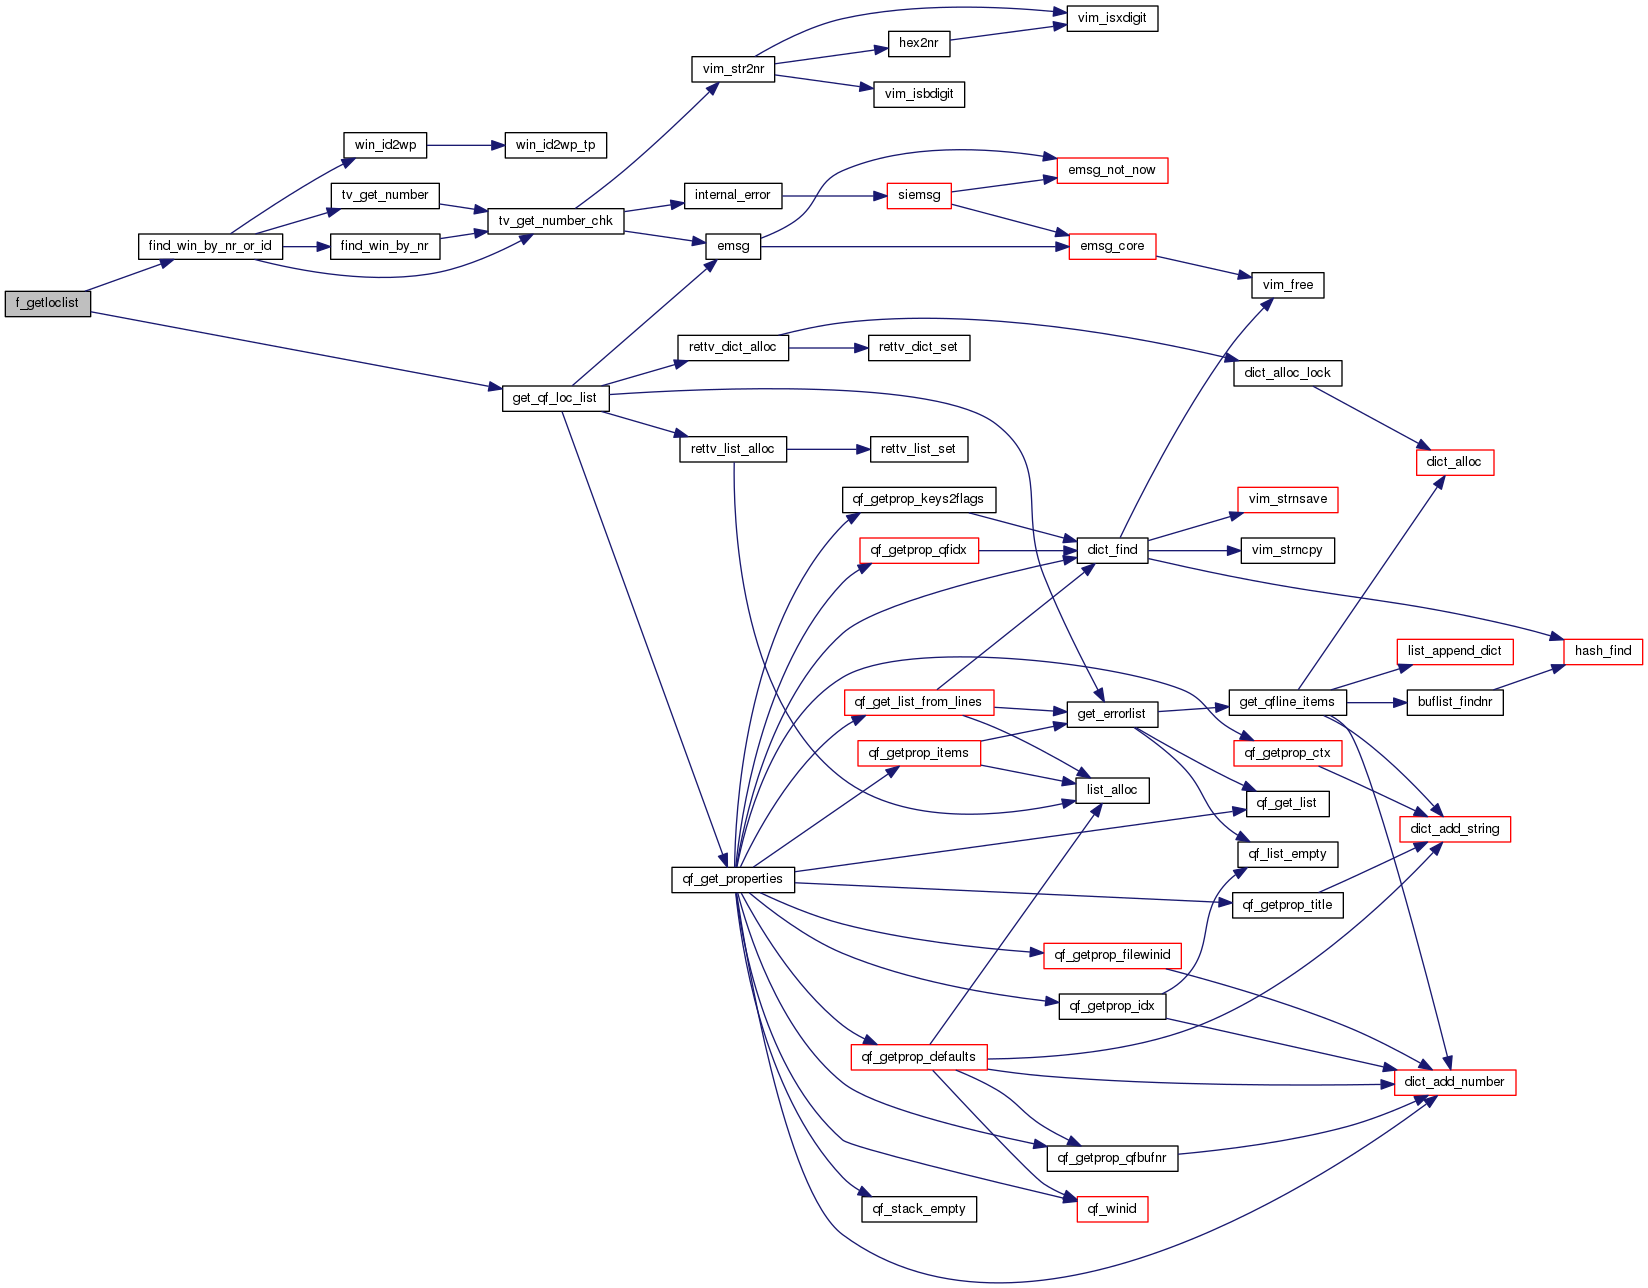 vim_isxdigit
hex2nr
vim_str2nr
vim_isbdigit
win_id2wp
win_id2wp_tp
emsg_not_now
tv_get_number
internal_error
siemsg
tv_get_number_chk
find_win_by_nr_or_id
find_win_by_nr
emsg
emsg_core
vim_free
f_getloclist
rettv_dict_alloc
rettv_dict_set
dict_alloc_lock
get_qf_loc_list
rettv_list_alloc
rettv_list_set
dict_alloc
qf_getprop_keys2flags
vim_strnsave
qf_getprop_qfidx
dict_find
vim_strncpy
list_append_dict
hash_find
qf_get_list_from_lines
get_errorlist
get_qfline_items
buflist_findnr
qf_getprop_items
qf_getprop_ctx
list_alloc
qf_get_list
dict_add_string
qf_list_empty
qf_get_properties
qf_getprop_title
qf_getprop_filewinid
qf_getprop_idx
qf_getprop_defaults
dict_add_number
qf_getprop_qfbufnr
qf_stack_empty
qf_winid